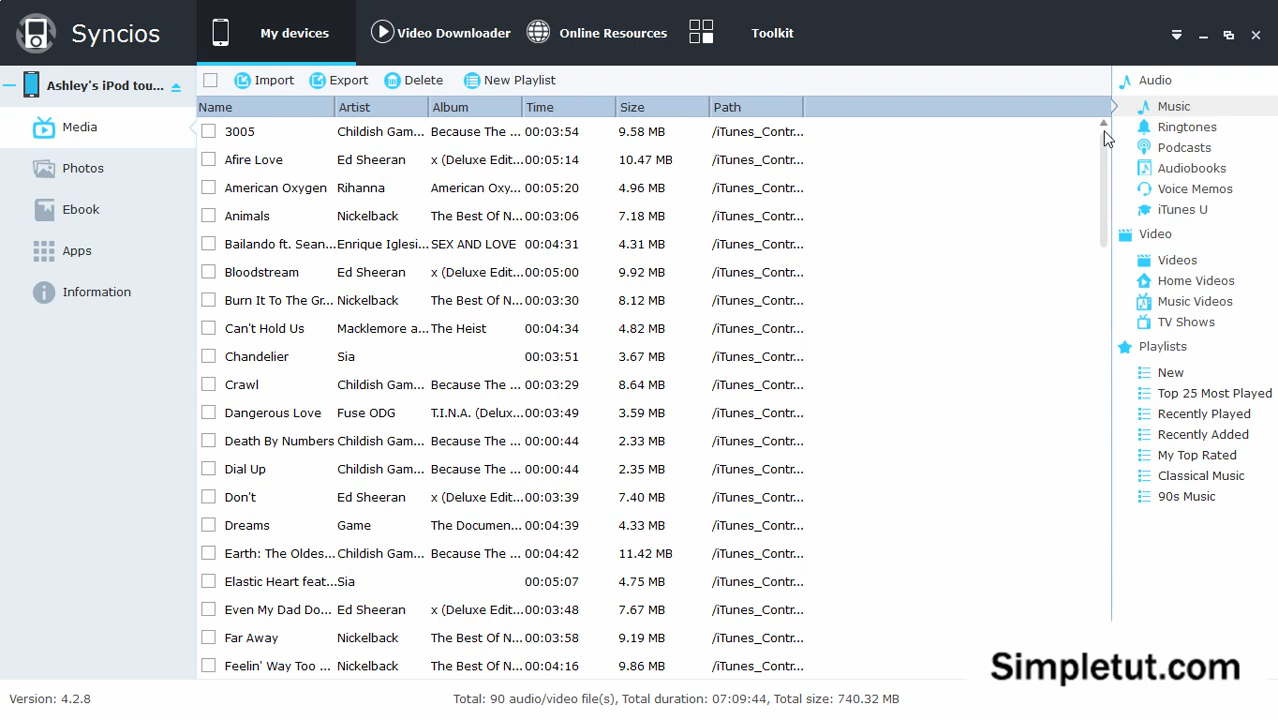 Syncios
My devices
Video Downloader
Online Resources
Toolkit
Ashley's iPod tou...
Media
Photos
Ebook
Apps
Information
Import Export Delete New Playlist
Name Artist Album Time Size Path
3005 Childish Gam... Because The ... 00:03:54 9.58 MB /iTunes_Contr...
Afire Love Ed Sheeran x (Deluxe Edit... 00:05:14 10.47 MB /iTunes_Contr...
American Oxygen Rihanna American Oxy... 00:05:20 4.96 MB /iTunes_Contr...
Animals Nickelback The Best Of N... 00:03:06 7.18 MB /iTunes_Contr...
Bailando ft. Sean... Enrique Iglesi... SEX AND LOVE 00:04:31 4.31 MB /iTunes_Contr...
Bloodstream Ed Sheeran x (Deluxe Edit... 00:05:00 9.92 MB /iTunes_Contr...
Burn It To The Gr... Nickelback The Best Of N... 00:03:30 8.12 MB /iTunes_Contr...
Can't Hold Us Macklemore a... The Heist 00:04:34 4.82 MB /iTunes_Contr...
Chandelier Sia 00:03:51 3.67 MB /iTunes_Contr...
Crawl Childish Gam... Because The ... 00:03:29 8.64 MB /iTunes_Contr...
Dangerous Love Fuse ODG T.I.N.A. (Delux... 00:03:49 3.59 MB /iTunes_Contr...
Death By Numbers Childish Gam... Because The ... 00:00:44 2.33 MB /iTunes_Contr...
Dial Up Childish Gam... Because The ... 00:00:44 2.35 MB /iTunes_Contr...
Don't Ed Sheeran x (Deluxe Edit... 00:03:39 7.40 MB /iTunes_Contr...
Dreams Game The Documen... 00:04:39 4.33 MB /iTunes_Contr...
Earth: The Oldes... Childish Gam... Because The ... 00:04:42 11.42 MB /iTunes_Contr...
Elastic Heart feat... Sia 00:05:07 4.75 MB /iTunes_Contr...
Even My Dad Do... Ed Sheeran x (Deluxe Edit... 00:03:48 7.67 MB /iTunes_Contr...
Far Away Nickelback The Best Of N... 00:03:58 9.19 MB /iTunes_Contr...
Feelin' Way Too ... Nickelback The Best Of N... 00:04:16 9.86 MB /iTunes_Contr...
Audio
Music
Ringtones
Podcasts
Audiobooks
Voice Memos
iTunes U
Video
Videos
Home Videos
Music Videos
TV Shows
Playlists
New
Top 25 Most Played
Recently Played
Recently Added
My Top Rated
Classical Music
90s Music
Simpletut.com
Version: 4.2.8
Total: 90 audio/video file(s), Total duration: 07:09:44, Total size: 740.32 MB